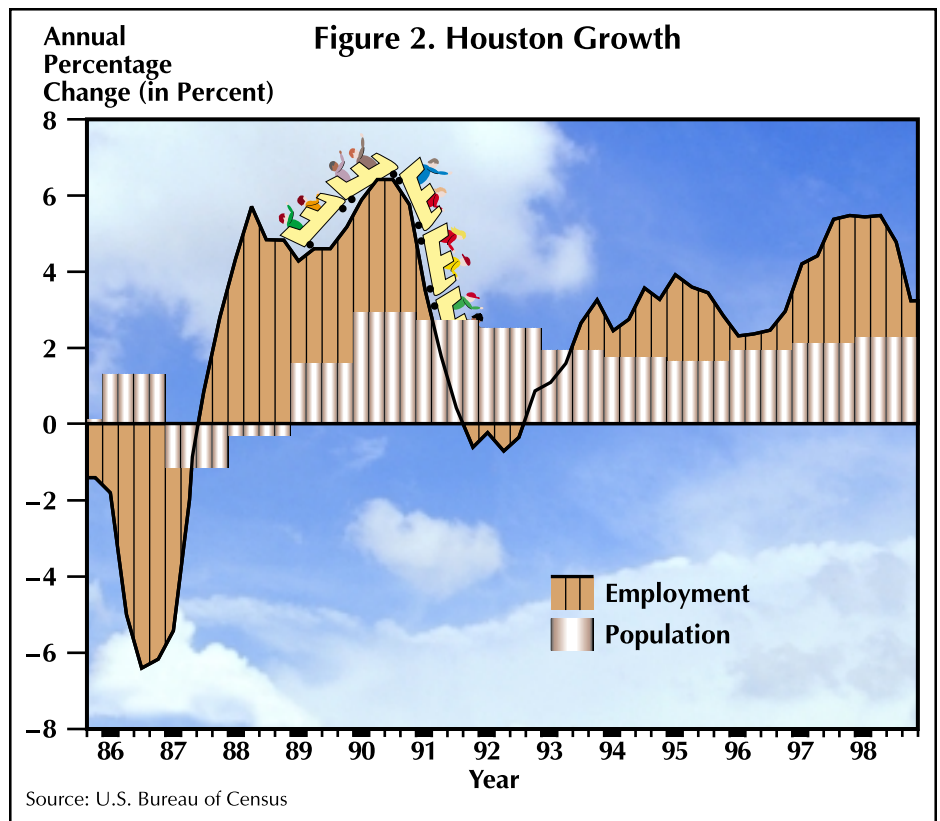 Figure 2. Houston Growth
Annual
Percentage
Change (in Percent)
8
6
4
2
0
−2
−4
−6
−8
Employment
Population
86 87 88 89 90 91 92 93 94 95 96 97 98
Year
Source: U.S. Bureau of Census